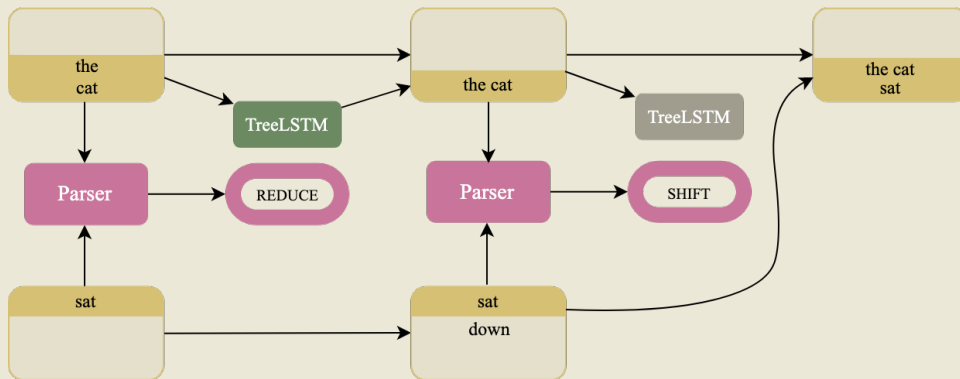 the
cat
the cat
the cat
sat
TreeLSTM
TreeLSTM
Parser
REDUCE
Parser
SHIFT
sat
sat
down